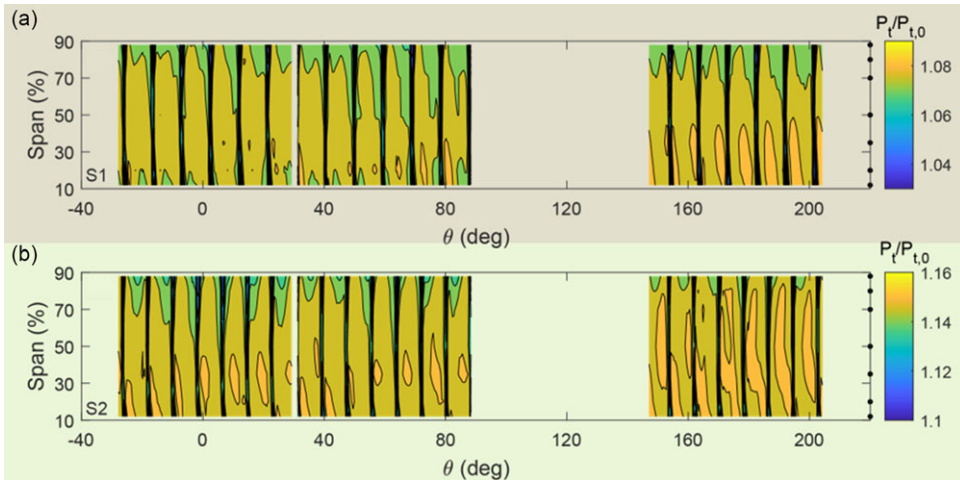 (a)
P_t/P_t,0
90
70
50
30
10
Span (%)
S1
-40 0 40 80 120 160 200
θ (deg)
1.08
1.06
1.04
(b)
P_t/P_t,0
90
70
50
30
10
Span (%)
S2
-40 0 40 80 120 160 200
θ (deg)
1.16
1.14
1.12
1.1